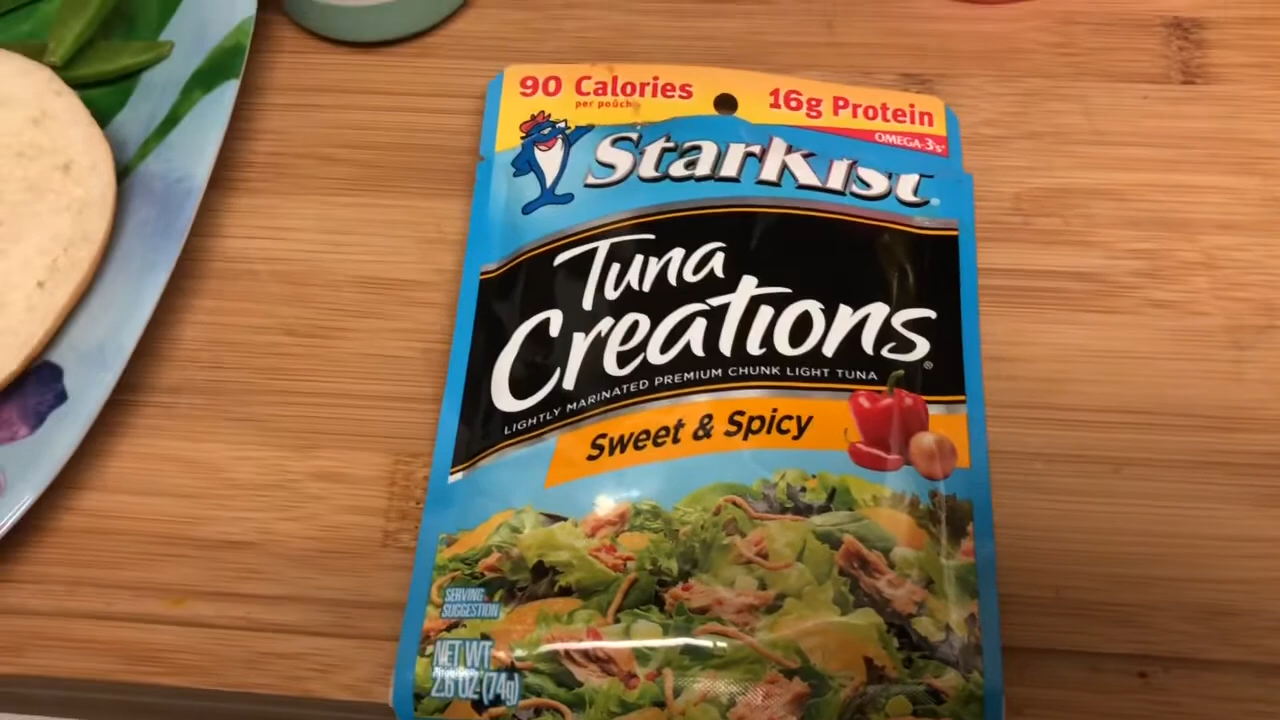 90 Calories
per pouch
16g Protein
OMEGA-3's*
StarKist®
Tuna
Creations®
LIGHTLY MARINATED PREMIUM CHUNK LIGHT TUNA
Sweet & Spicy
SERVING
SUGGESTION
NET WT
2.6 OZ (74g)